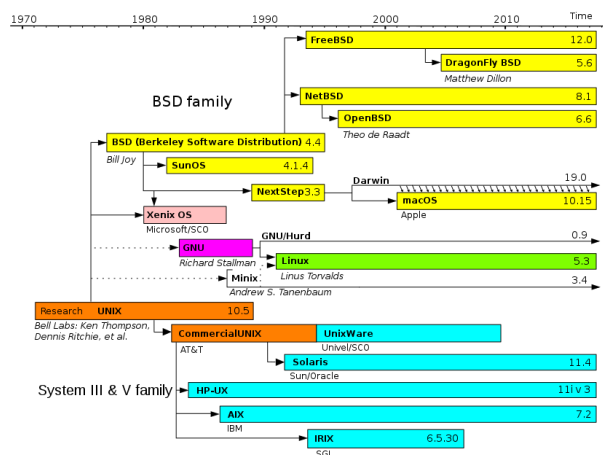 1970 1980 1990 2000 2010 Time
FreeBSD 12.0
DragonFly BSD 5.6
Matthew Dillon
BSD family
NetBSD 8.1
OpenBSD 6.6
Theo de Raadt
BSD (Berkeley Software Distribution) 4.4
Bill Joy
SunOS 4.1.4
Darwin 19.0
NextStep 3.3
macOS 10.15
Apple
Xenix OS
Microsoft/SCO
GNU/Hurd 0.9
GNU
Richard Stallman
Linux 5.3
Linus Torvalds
Minix 3.4
Andrew S. Tanenbaum
Research UNIX 10.5
Bell Labs: Ken Thompson,
Dennis Ritchie, et al.
CommercialUNIX
AT&T
UnixWare
Univel/SCO
Solaris 11.4
Sun/Oracle
System III & V family
HP-UX 11i v 3
AIX 7.2
IBM
IRIX 6.5.30
SGI